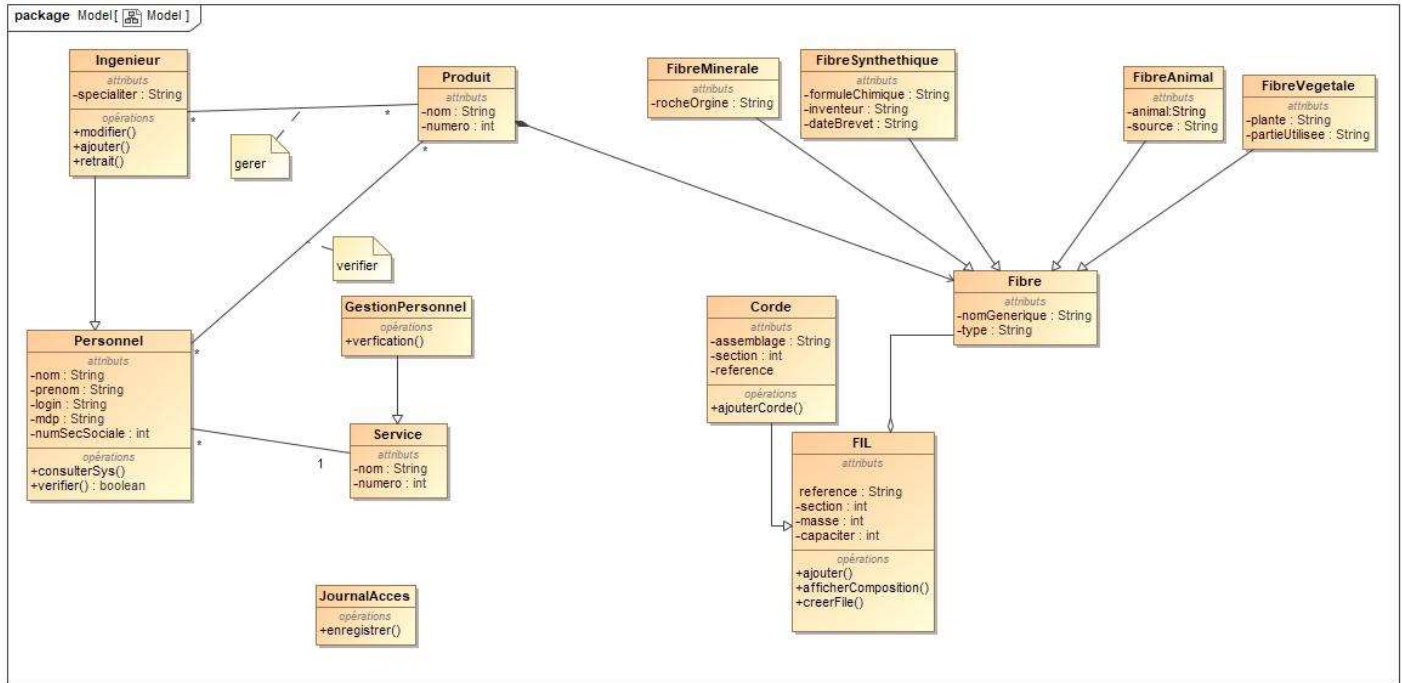 package Model [ Model ]
Ingenieur
attributs
-specialiter : String
opérations
+modifier()
+ajouter()
+retrait()
*
*
gerer
Produit
attributs
-nom : String
-numero : int
*
FibreMinerale
attributs
-rocheOrgine : String
FibreSynthethique
attributs
-formuleChimique : String
-inventeur : String
-dateBrevet : String
FibreAnimal
attributs
-animal:String
-source : String
FibreVegetale
attributs
-plante : String
-partieUtilisee : String
verifier
Fibre
attributs
-nomGenerique : String
-type : String
GestionPersonnel
opérations
+verfication()
Corde
attributs
-assemblage : String
-section : int
-reference
opérations
+ajouterCorde()
Personnel
attributs
-nom : String
-prenom : String
-login : String
-mdp : String
-numSecSociale : int
opérations
+consulterSys()
+verifier() : boolean
*
*
1
Service
attributs
-nom : String
-numero : int
FIL
attributs
reference : String
-section : int
-masse : int
-capaciter : int
opérations
+ajouter()
+afficherComposition()
+creerFile()
JournalAcces
opérations
+enregistrer()